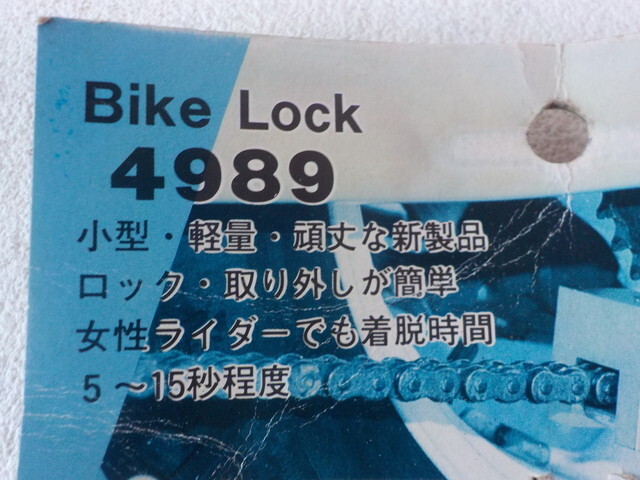 Bike Lock
4989
小型・軽量・頑丈な新製品
ロック・取り外しが簡単
女性ライダーでも着脱時間
5～15秒程度